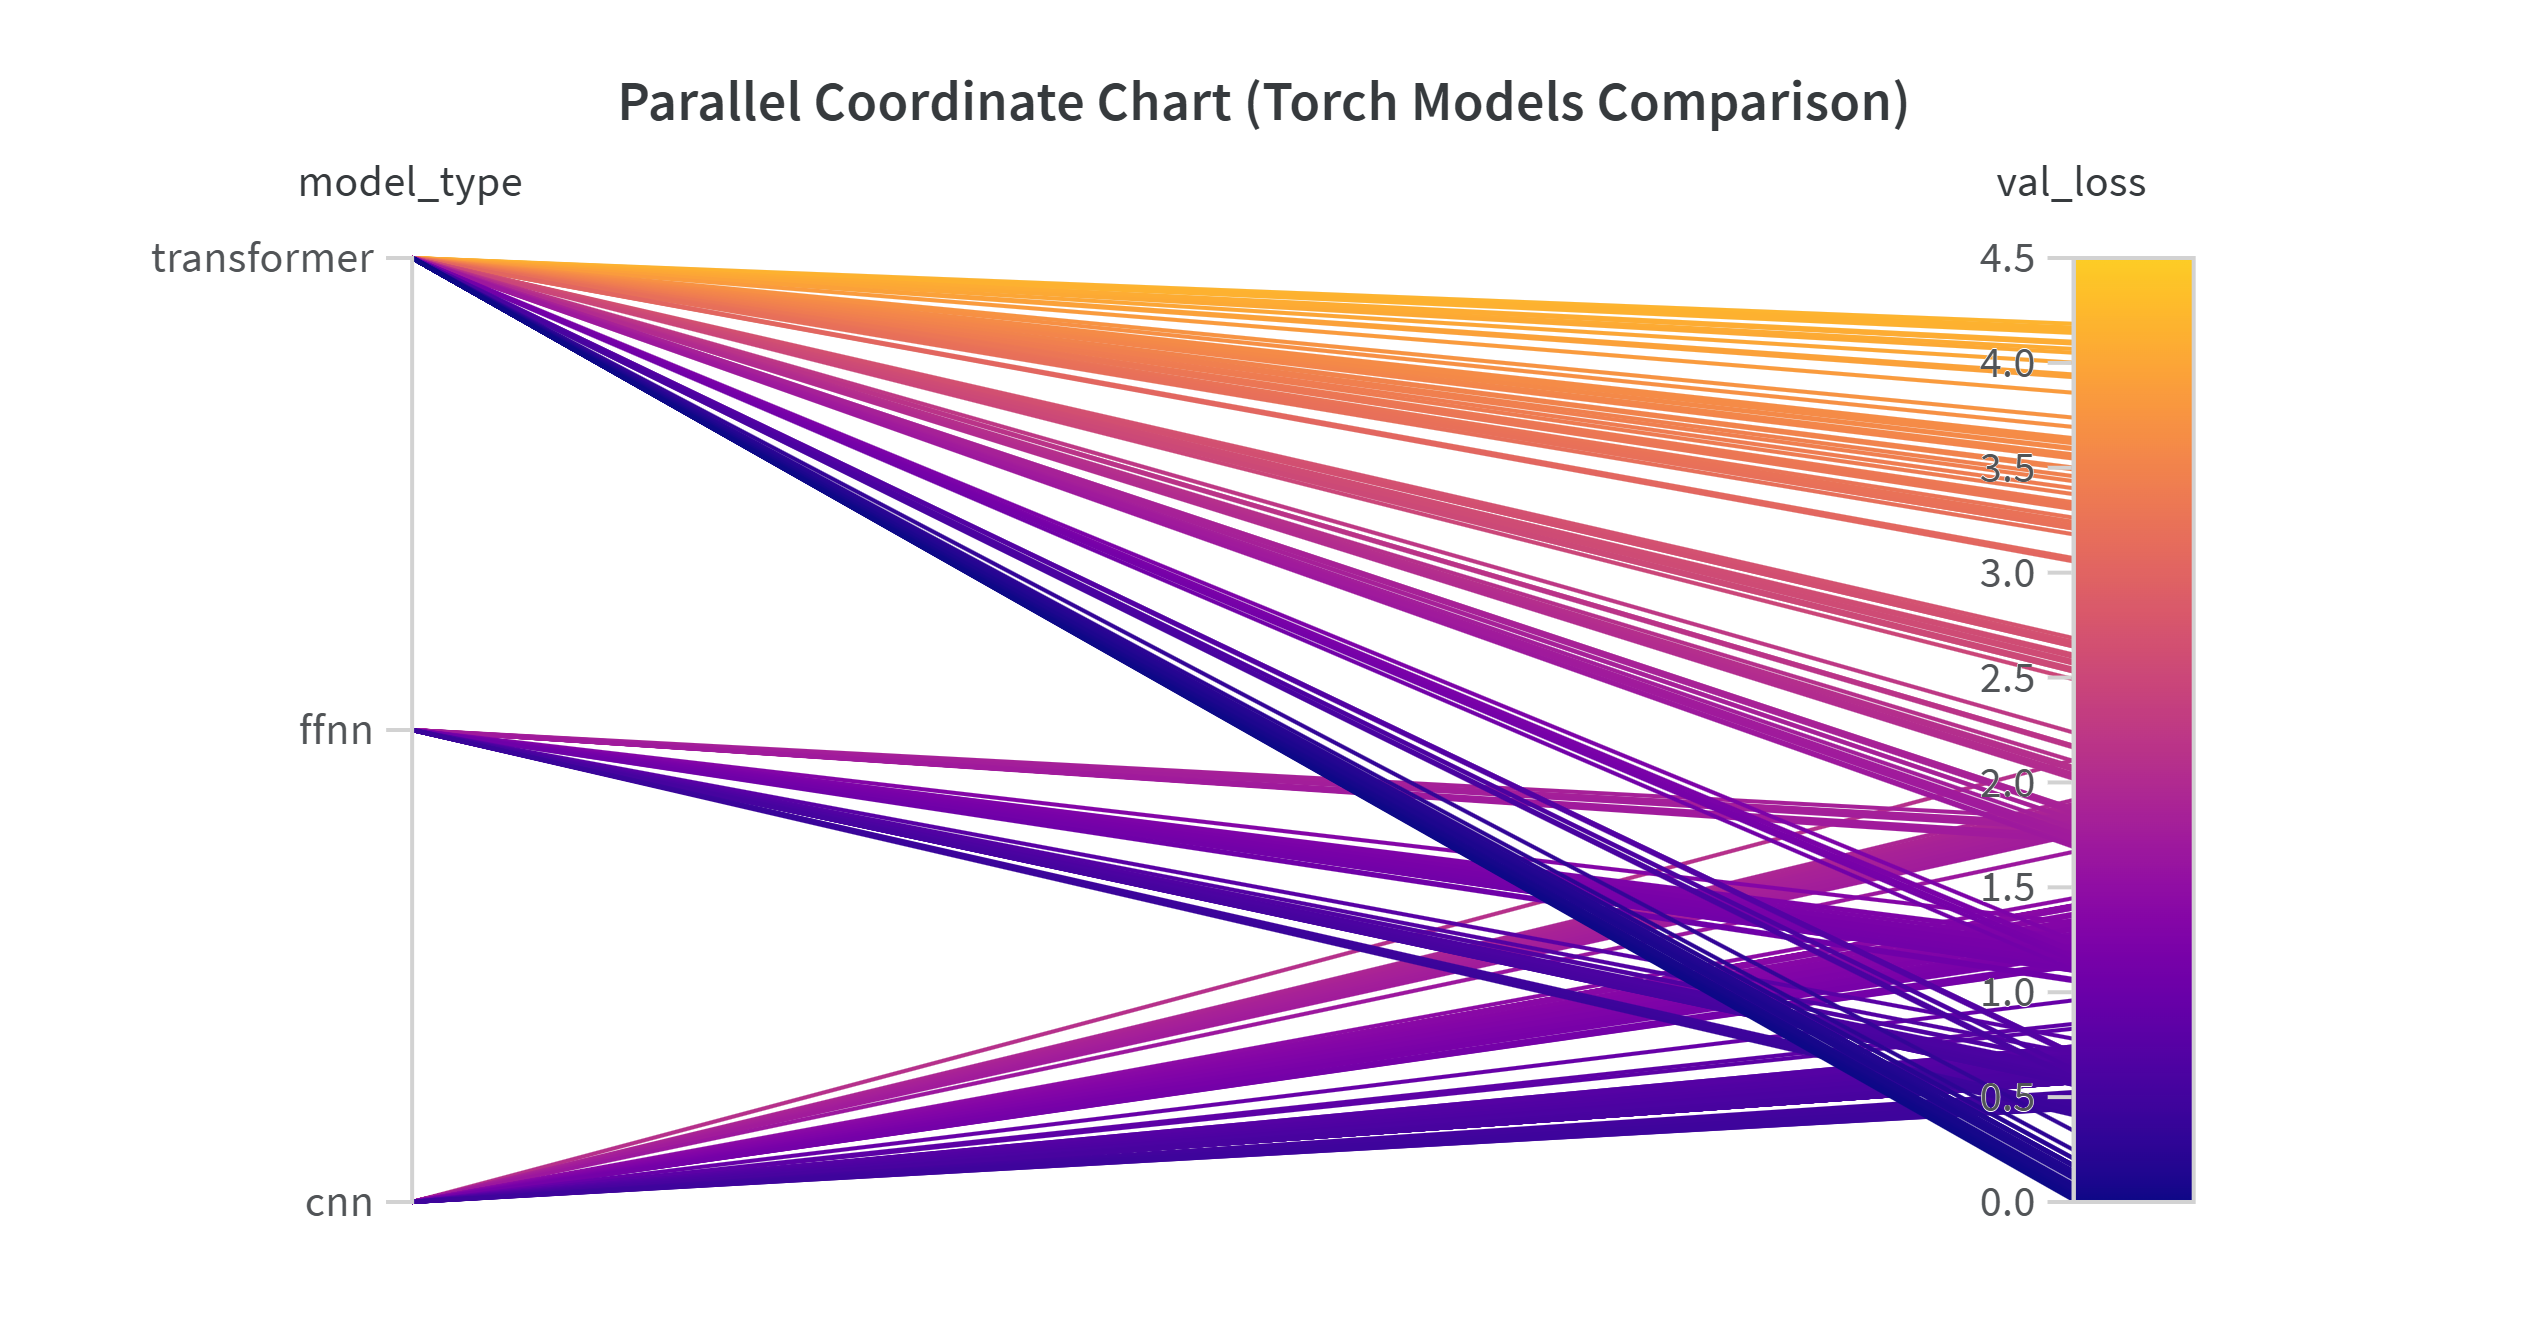 Parallel Coordinate Chart (Torch Models Comparison)
model_type
val_loss
transformer
ffnn
cnn
4.5
4.0
3.5
3.0
2.5
2.0
1.5
1.0
0.5
0.0